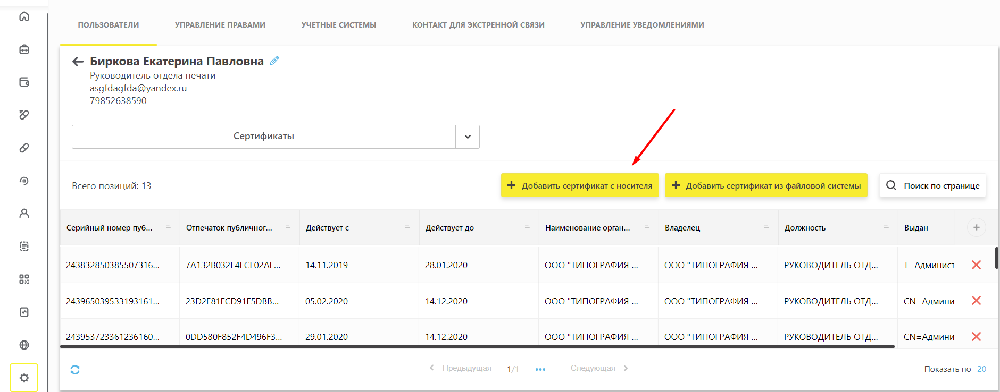 ПОЛЬЗОВАТЕЛИ УПРАВЛЕНИЕ ПРАВАМИ УЧЕТНЫЕ СИСТЕМЫ КОНТАКТ ДЛЯ ЭКСТРЕННОЙ СВЯЗИ УПРАВЛЕНИЕ УВЕДОМЛЕНИЯМИ
Биркова Екатерина Павловна
Руководитель отдела печати
asgfdagfda@yandex.ru
79852638590
Сертификаты
Всего позиций: 13 Добавить сертификат с носителя Добавить сертификат из файловой системы Поиск по странице
Серийный номер пуб... Отпечаток публичног... Действует с Действует до Наименование орган... Владелец Должность Выдан
243832850385507316... 7A132B032E4FCF02AF... 14.11.2019 28.01.2020 ООО "ТИПОГРАФИЯ ... ООО "ТИПОГРАФИЯ ... РУКОВОДИТЕЛЬ ОТД... T=Админист
243965039533193161... 23D2E81FCD91F5DBB... 05.02.2020 14.12.2020 ООО "ТИПОГРАФИЯ ... ООО "ТИПОГРАФИЯ ... РУКОВОДИТЕЛЬ ОТД... CN=Админи
243953723361236160... 0DD580F852F4D496F3... 29.01.2020 14.12.2020 ООО "ТИПОГРАФИЯ ... ООО "ТИПОГРАФИЯ ... РУКОВОДИТЕЛЬ ОТД... CN=Админи
Предыдущая 1/1 ••• Следующая Показать по 20